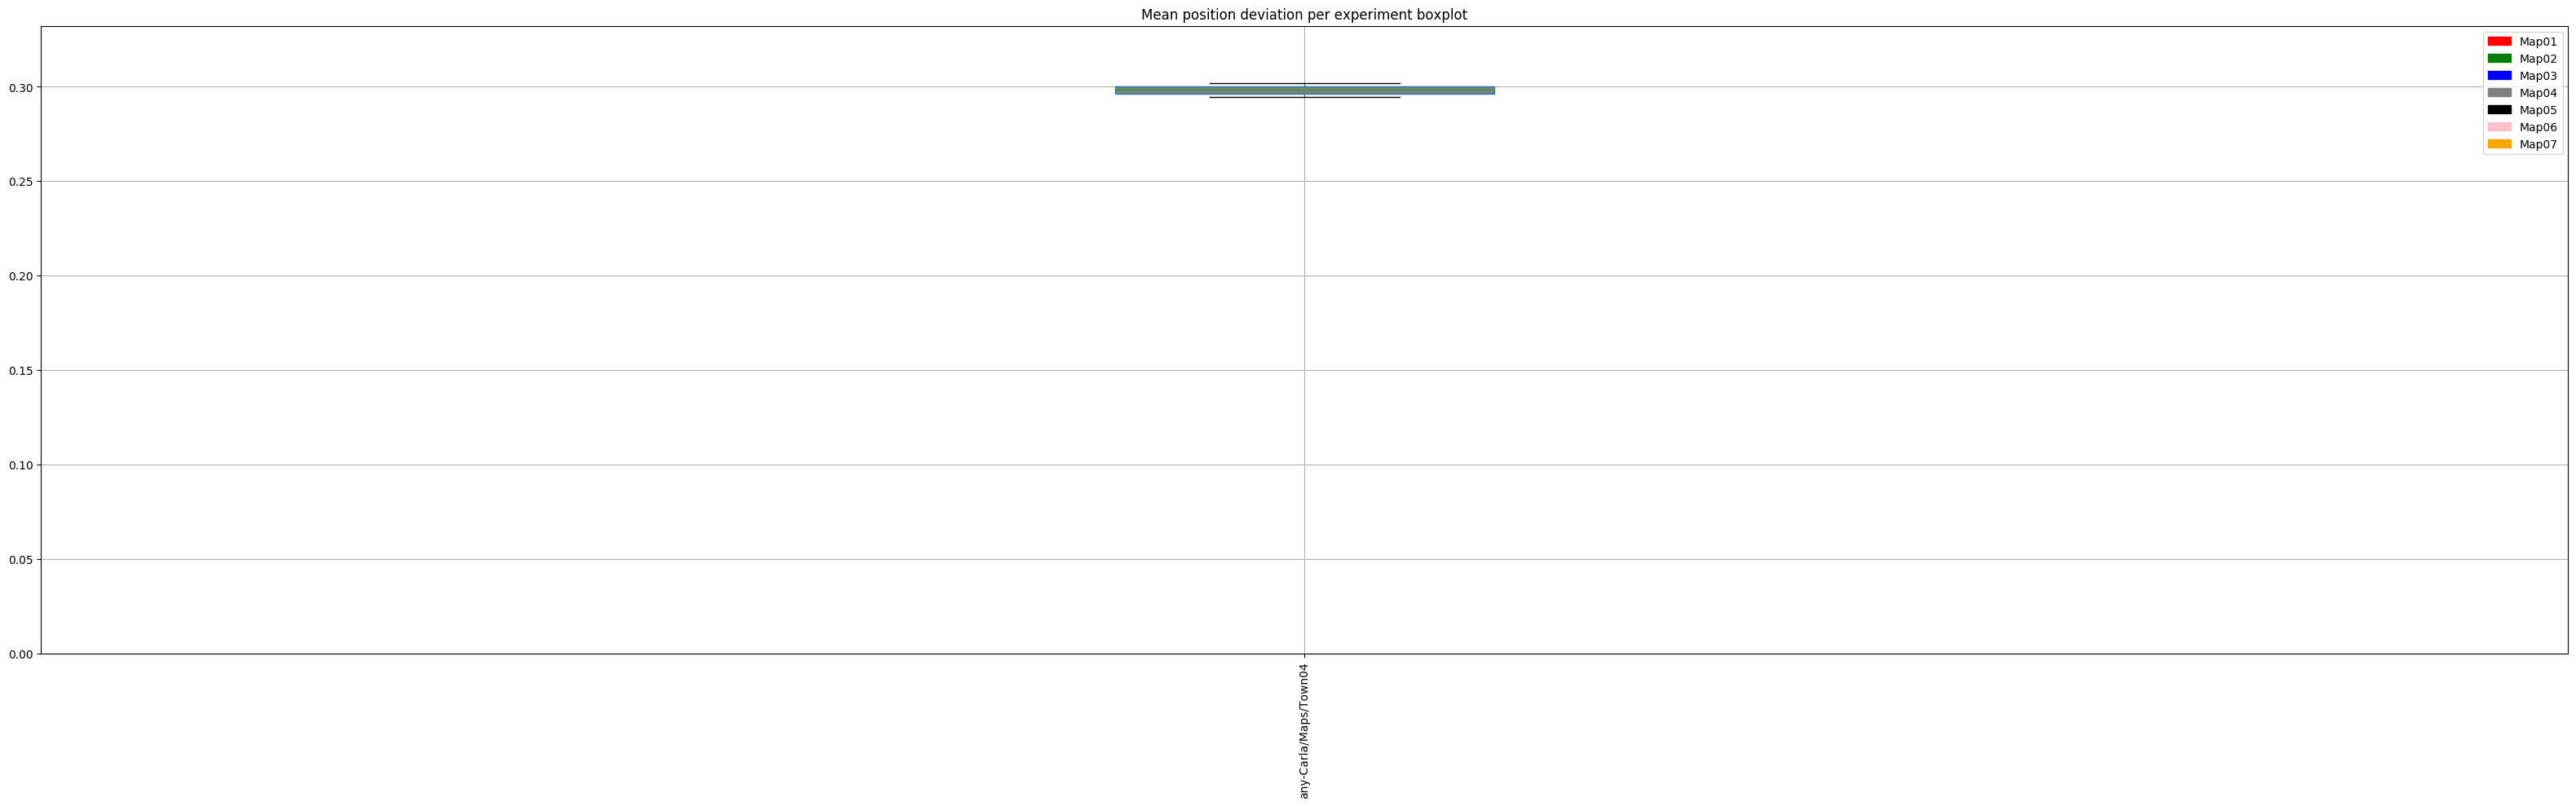 Mean position deviation per experiment boxplot
0.30
0.25
0.20
0.15
0.10
0.05
0.00
Map01
Map02
Map03
Map04
Map05
Map06
Map07
any-Carla/Maps/Town04